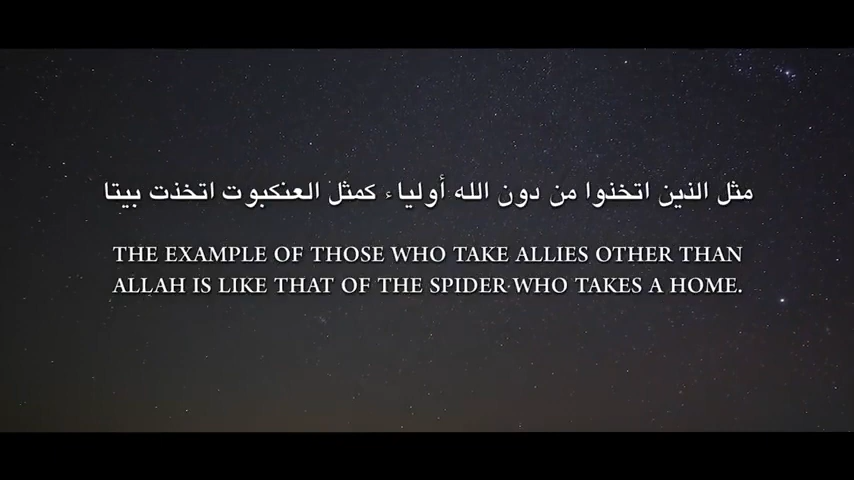 مثل الذين اتخذوا من دون الله أولياء كمثل العنكبوت اتخذت بيتا
THE EXAMPLE OF THOSE WHO TAKE ALLIES OTHER THAN
ALLAH IS LIKE THAT OF THE SPIDER WHO TAKES A HOME.